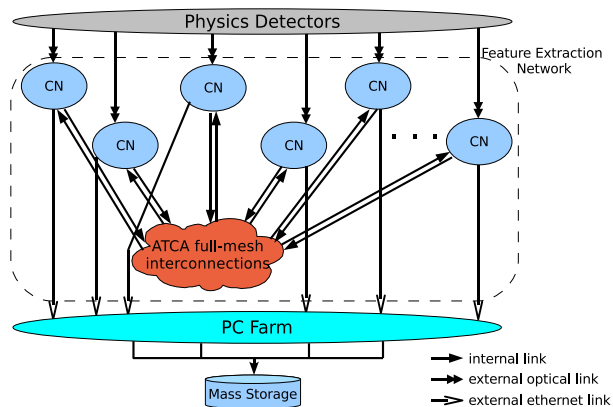 Physics Detectors
Feature Extraction
Network
CN
CN
CN
CN
CN
CN
. . .
ATCA full-mesh
interconnections
PC Farm
Mass Storage
internal link
external optical link
external ethernet link